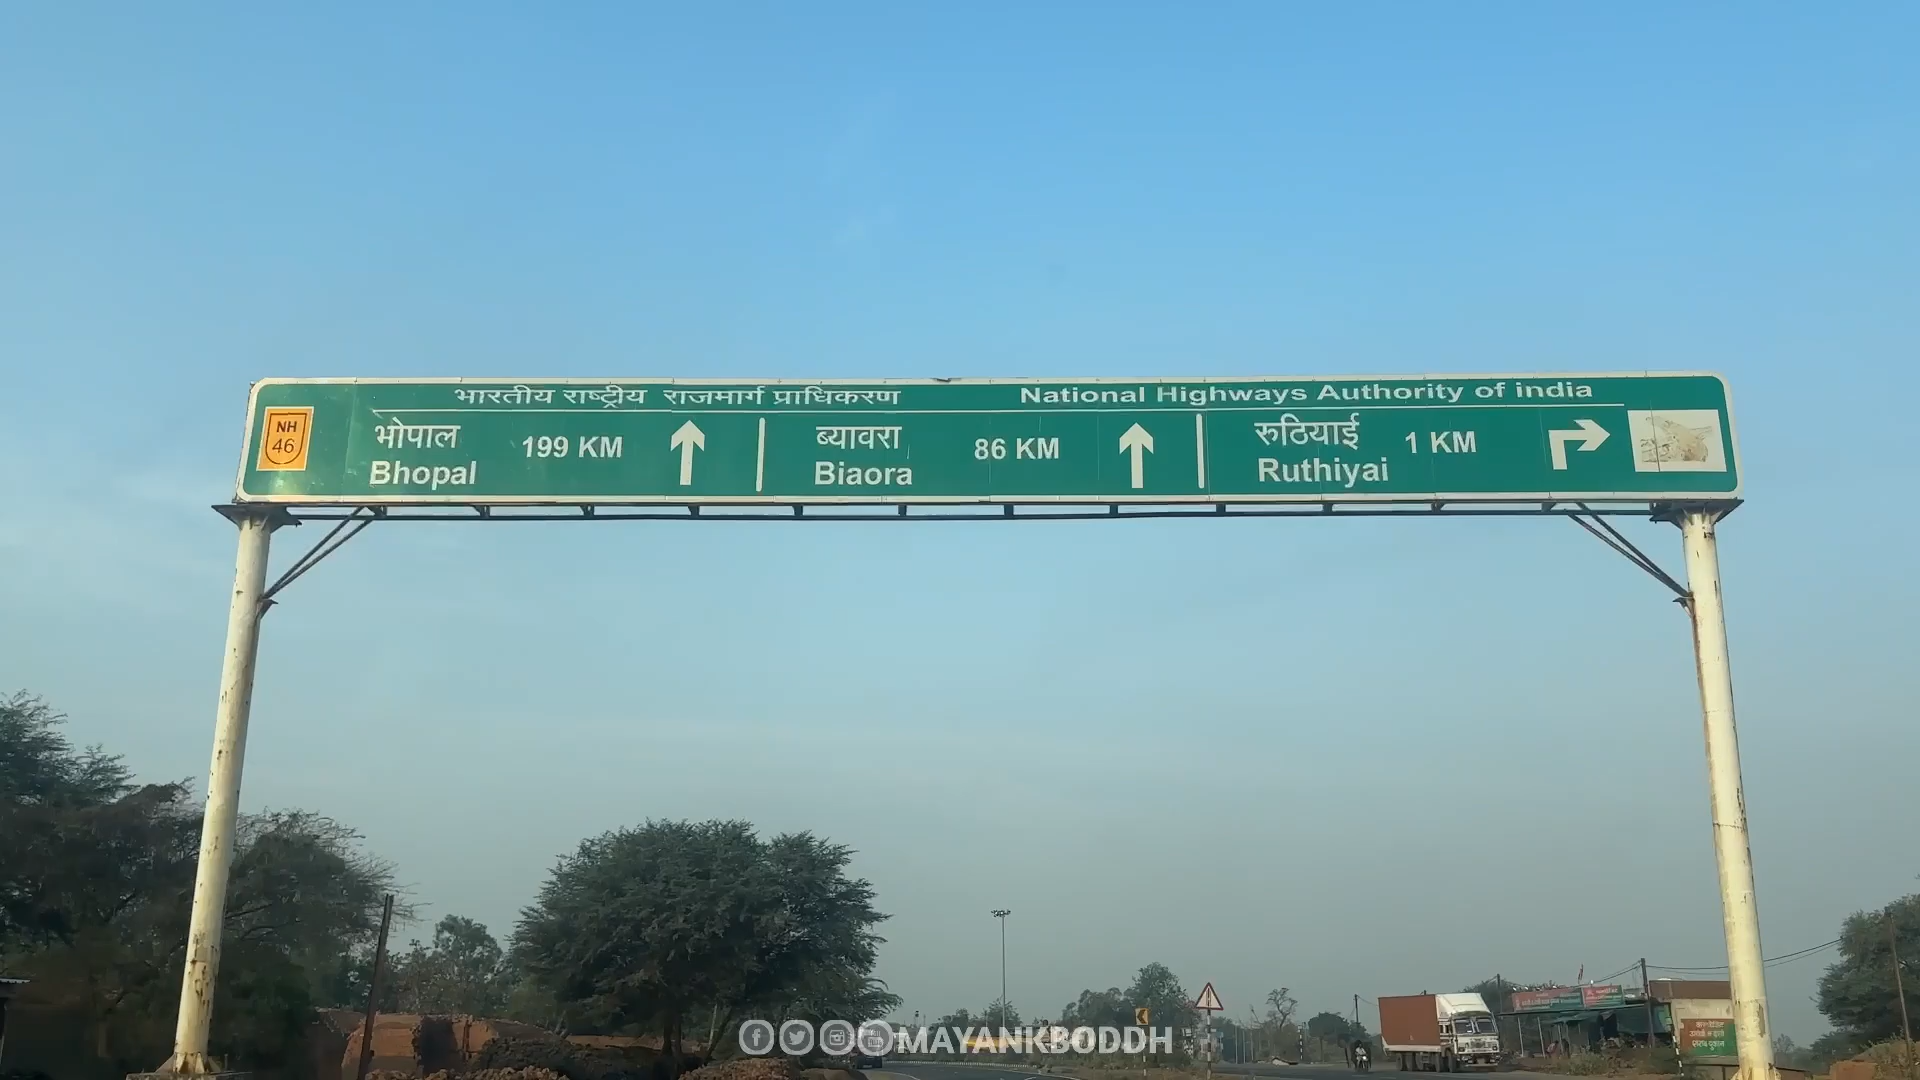 भारतीय राष्ट्रीय राजमार्ग प्राधिकरण National Highways Authority of india
NH
46
भोपाल 199 KM
Bhopal
ब्यावरा 86 KM
Biaora
रुठियाई 1 KM
Ruthiyai
MAYANKBODDH